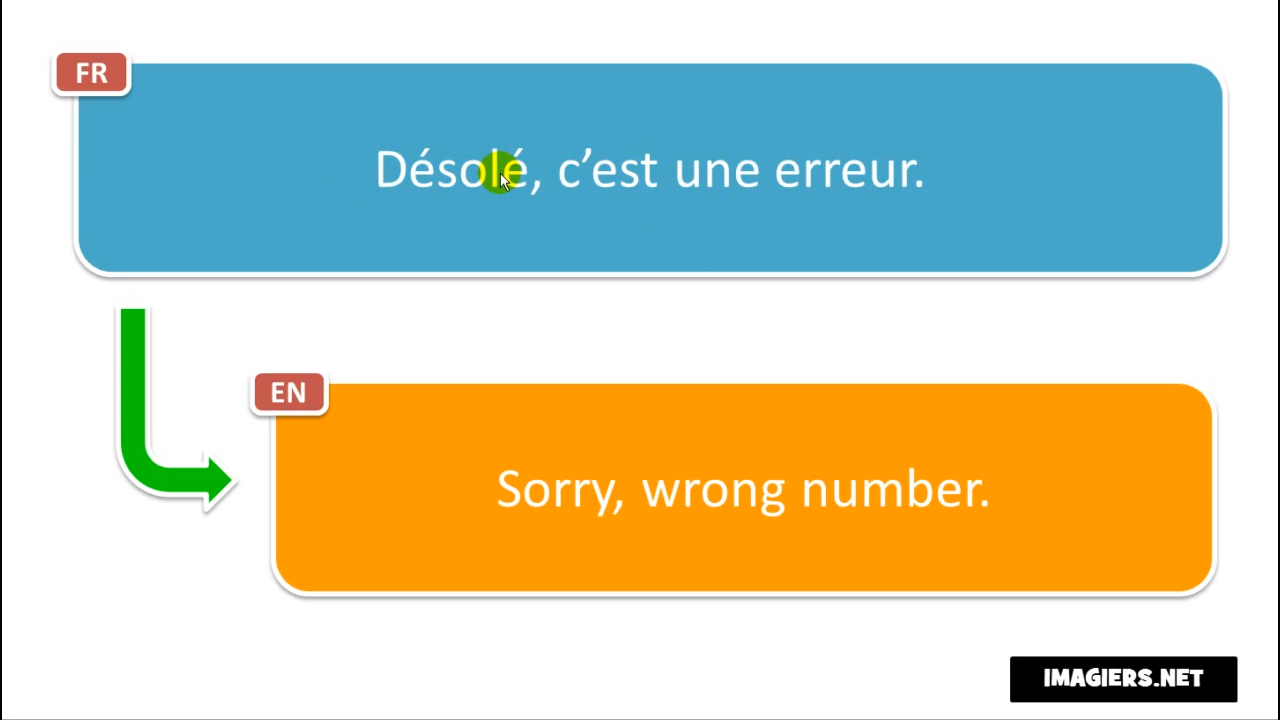 FR
Désolé, c’est une erreur.
EN
Sorry, wrong number.
IMAGIERS.NET